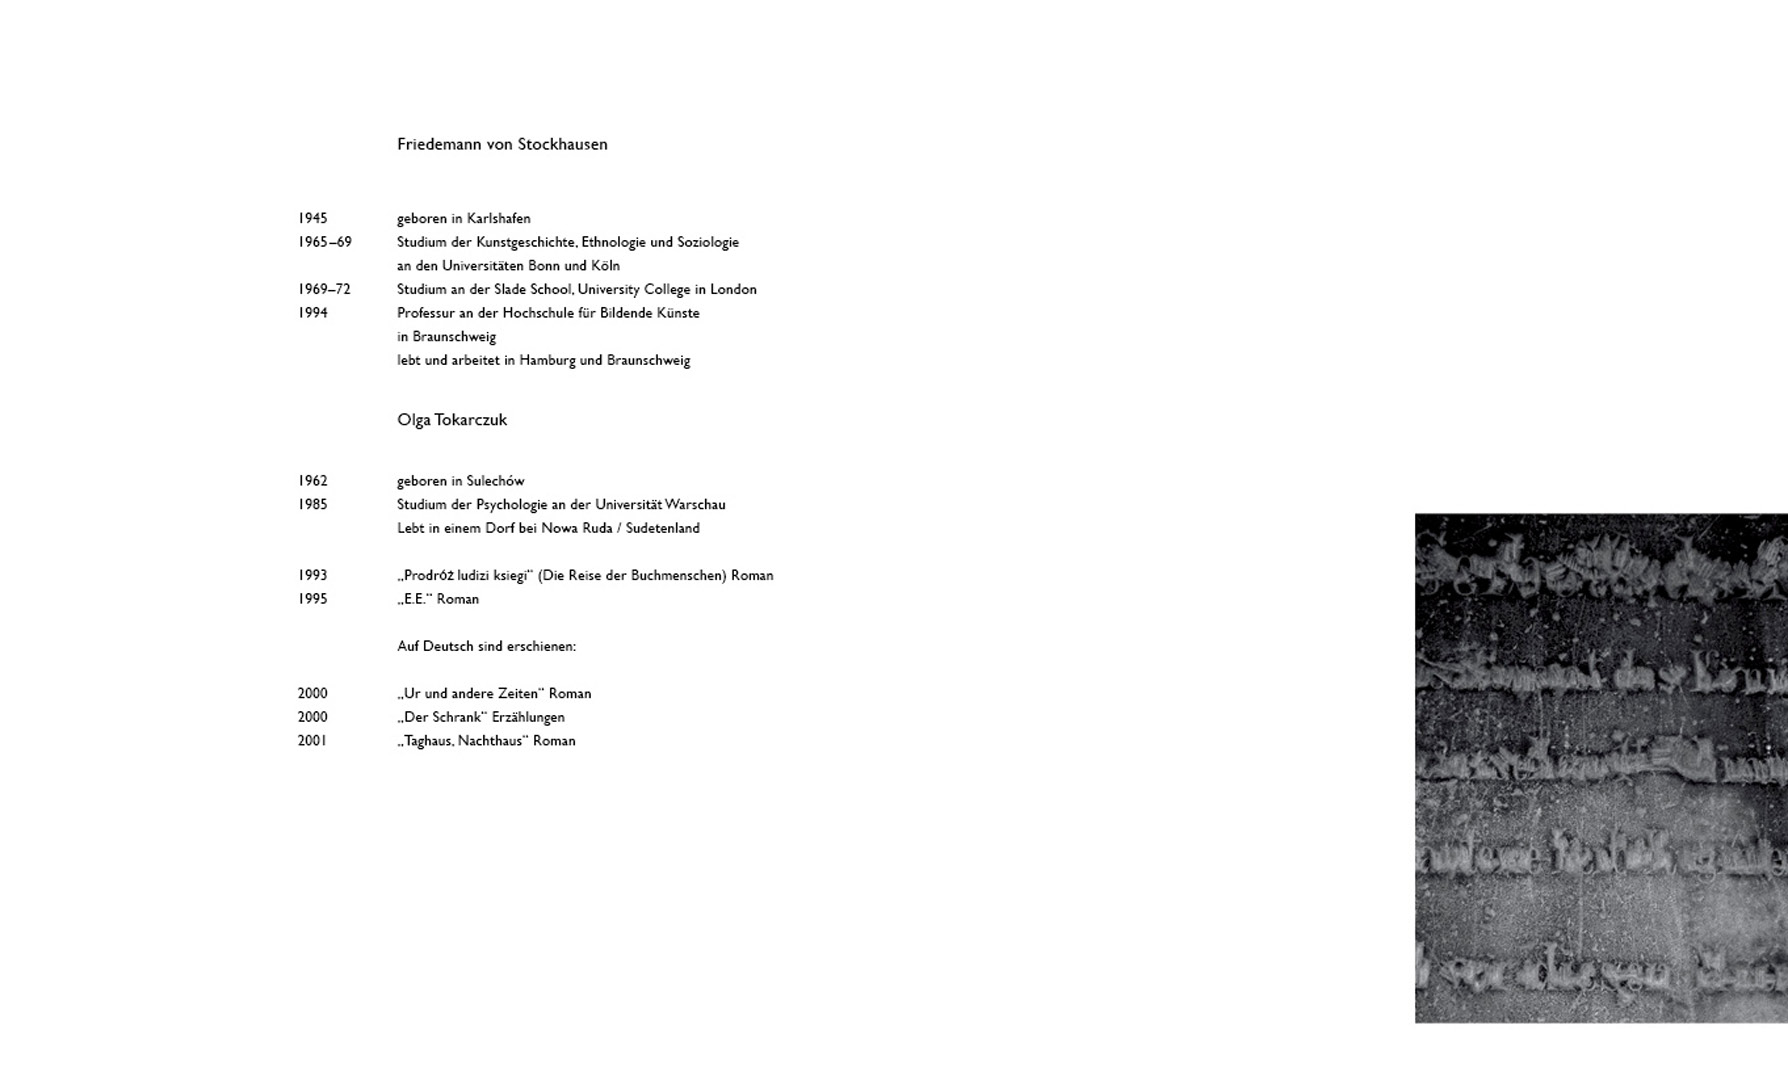 Friedemann von Stockhausen
1945 geboren in Karlshafen
1965–69 Studium der Kunstgeschichte, Ethnologie und Soziologie
an den Universitäten Bonn und Köln
1969–72 Studium an der Slade School, University College in London
1994 Professur an der Hochschule für Bildende Künste
in Braunschweig
lebt und arbeitet in Hamburg und Braunschweig
Olga Tokarczuk
1962 geboren in Sulechów
1985 Studium der Psychologie an der Universität Warschau
Lebt in einem Dorf bei Nowa Ruda / Sudetenland
1993 „Prodróż ludizi ksiegi“ (Die Reise der Buchmenschen) Roman
1995 „E.E.“ Roman
Auf Deutsch sind erschienen:
2000 „Ur und andere Zeiten“ Roman
2000 „Der Schrank“ Erzählungen
2001 „Taghaus, Nachthaus“ Roman